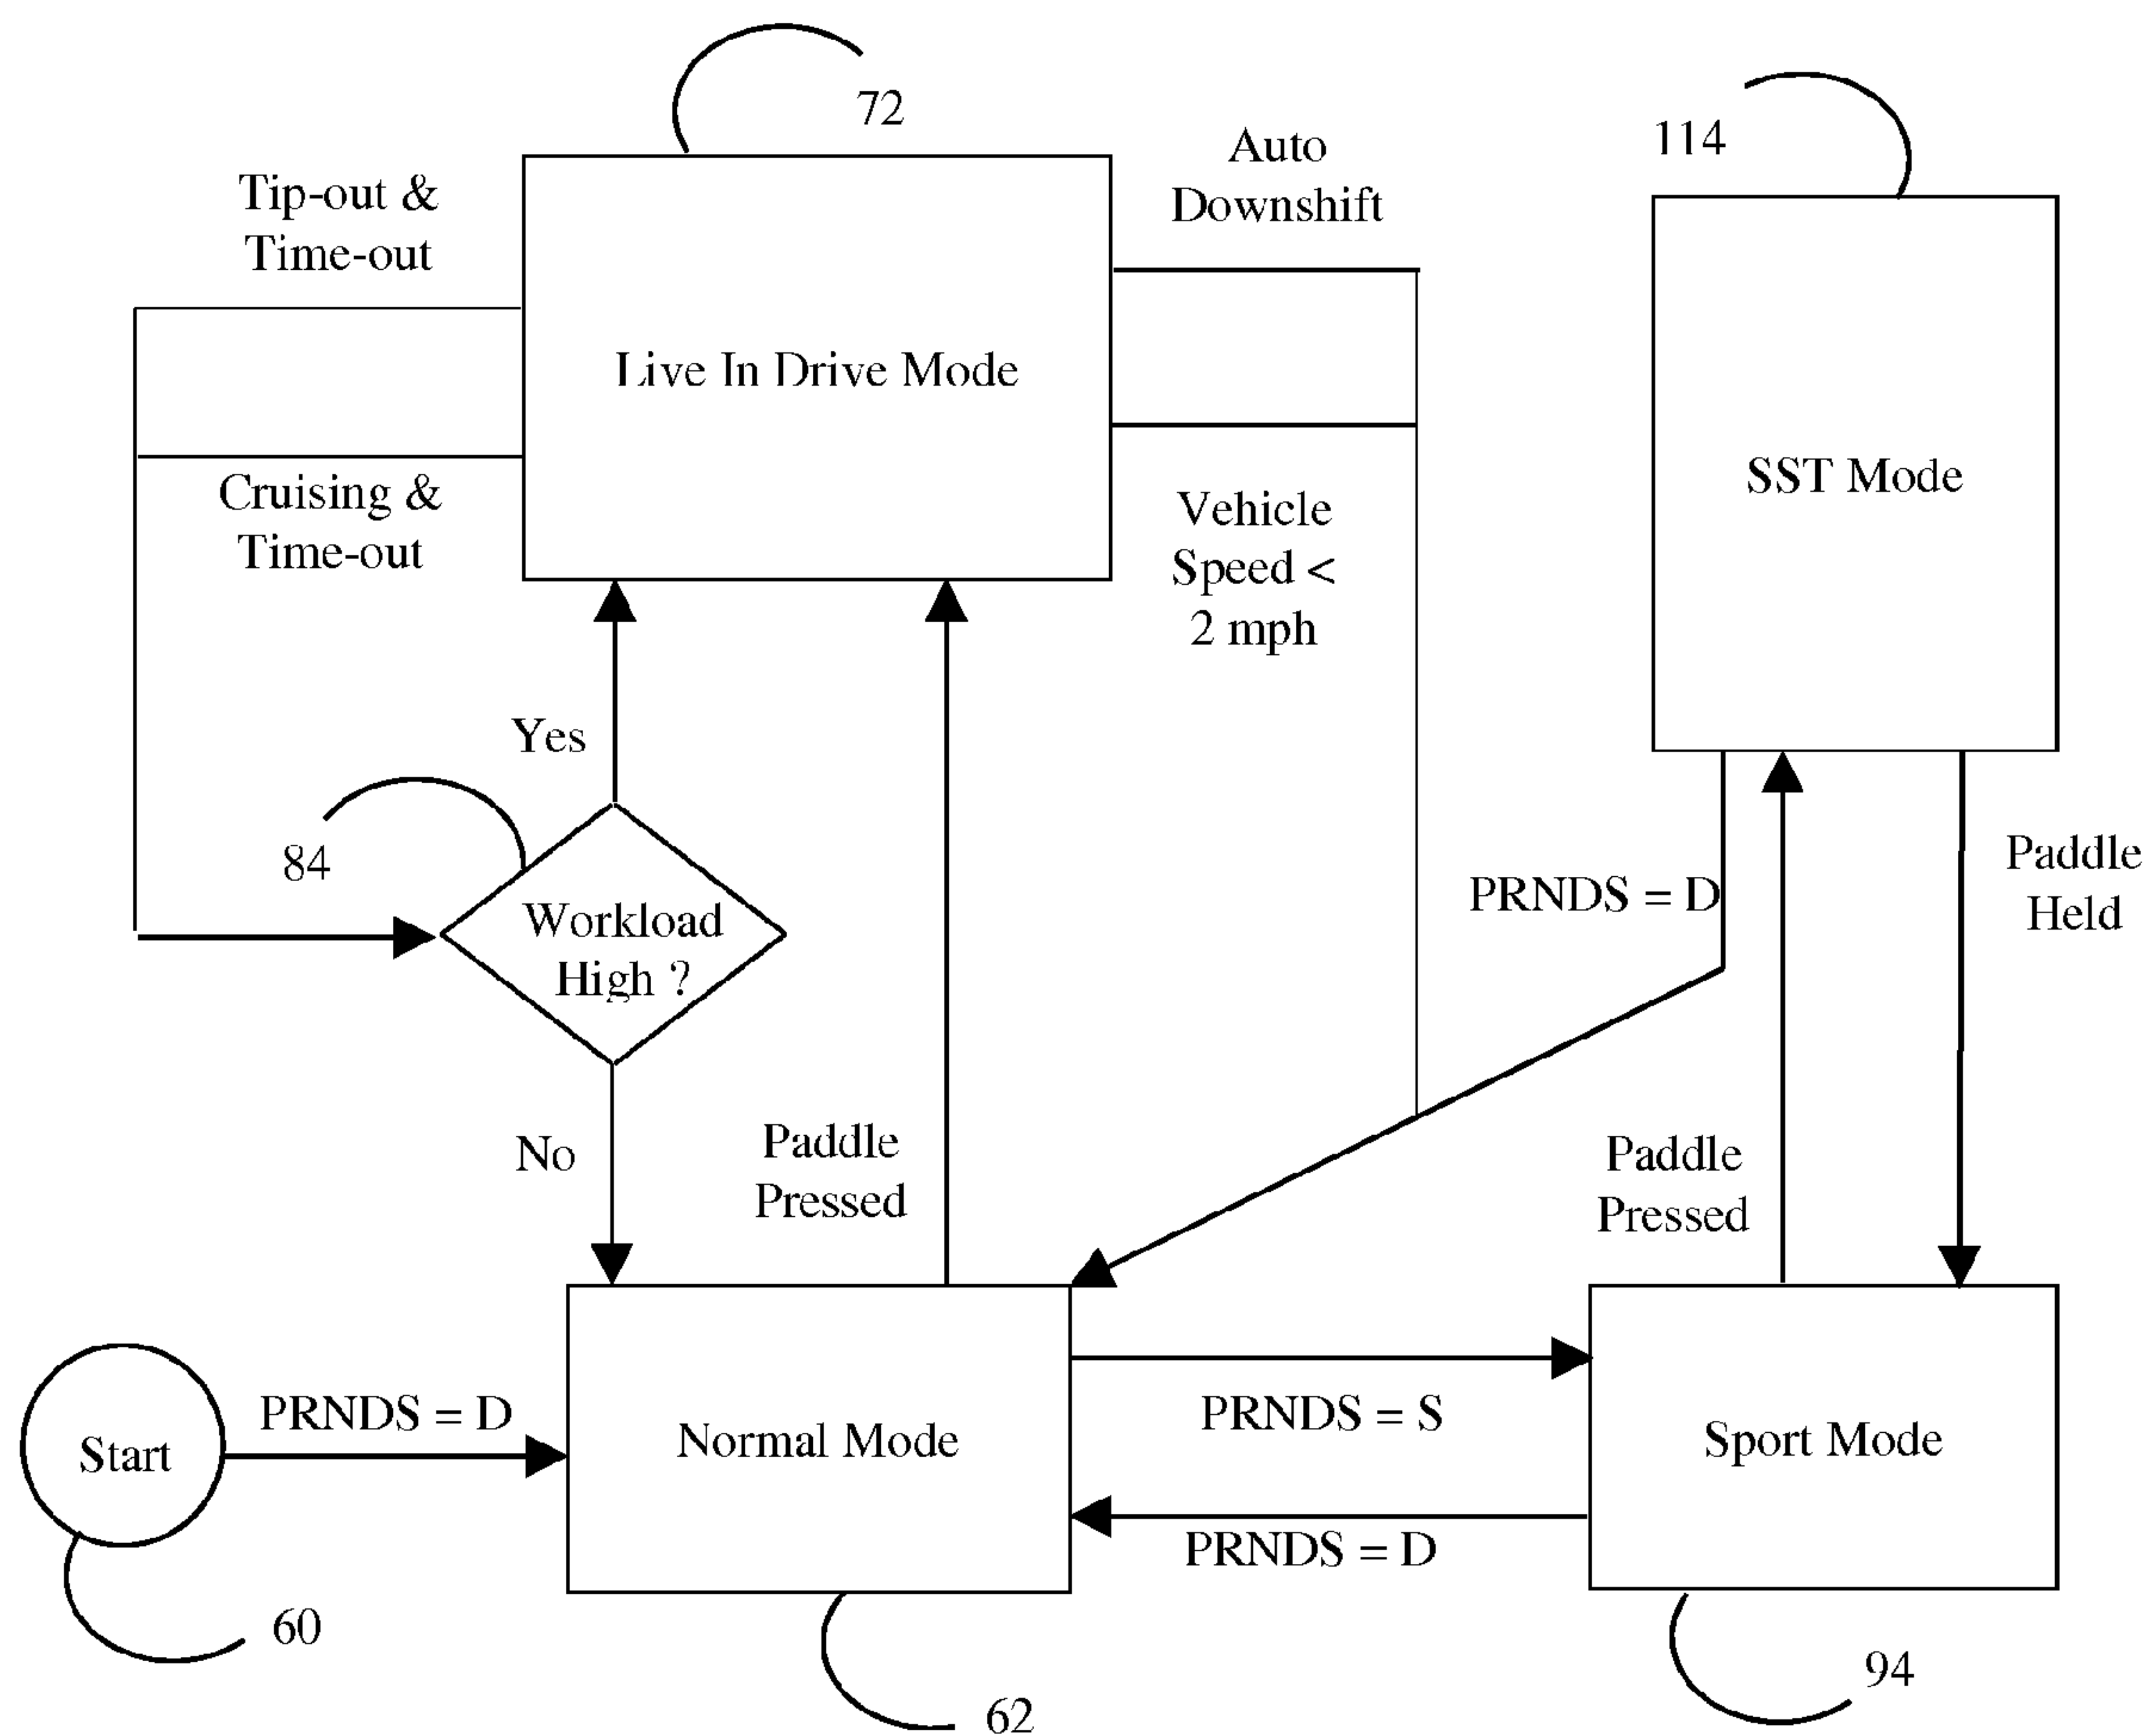 72
114
Auto
Downshift
Tip-out &
Time-out
Live In Drive Mode
Cruising &
Time-out
Vehicle
Speed <
2 mph
SST Mode
Yes
84
Workload
High ?
PRNDS = D
Paddle
Held
No
Paddle
Pressed
Paddle
Pressed
Start
PRNDS = D
Normal Mode
PRNDS = S
PRNDS = D
Sport Mode
60
62
94